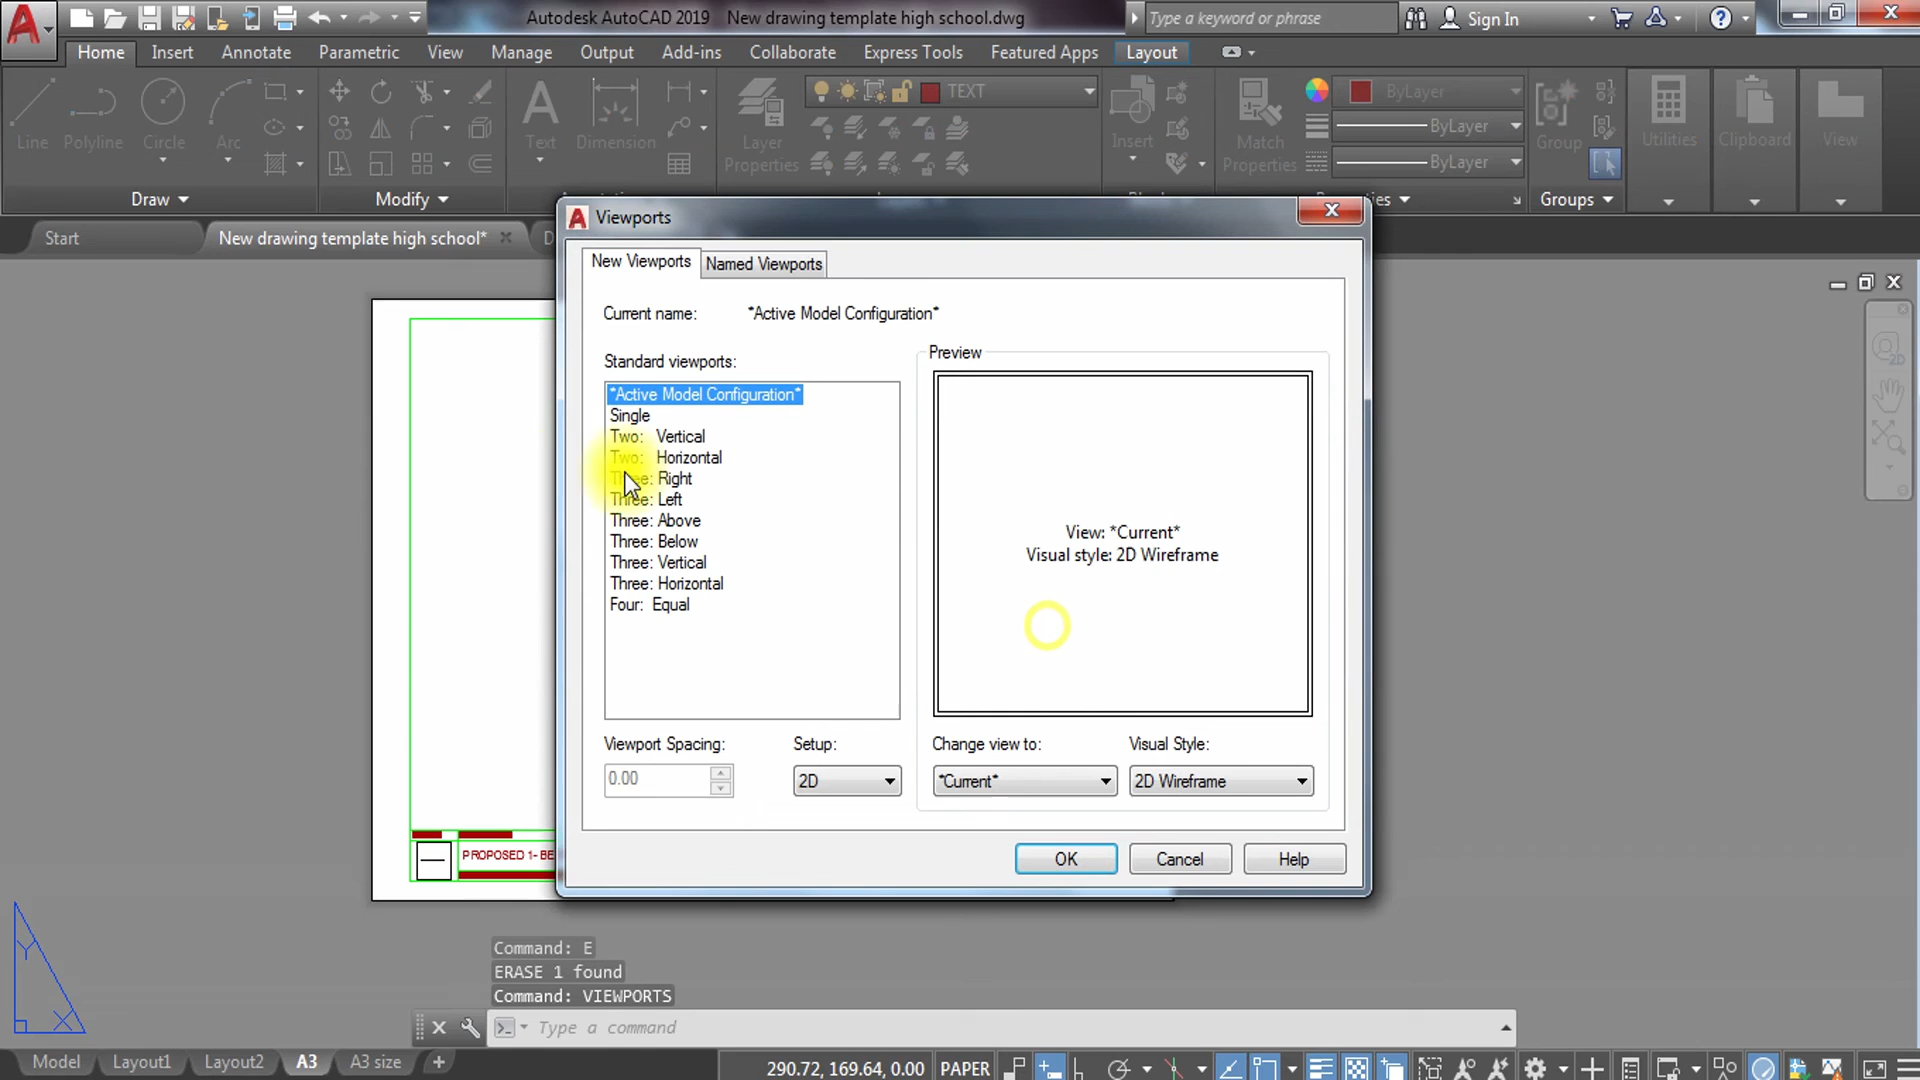 Autodesk AutoCAD 2019 New drawing template high school.dwg
Type a keyword or phrase
Sign In
Home Insert Annotate Parametric View Manage Output Add-ins Collaborate Express Tools Featured Apps Layout
TEXT
ByLayer
ByLayer
ByLayer
Line Polyline Circle Arc
Text Dimension
Layer
Properties
Insert
Match
Properties
Group
Utilities
Clipboard
View
Draw
Modify
Groups
Start
New drawing template high school*
Viewports
New Viewports
Named Viewports
Current name: *Active Model Configuration*
Standard viewports:
*Active Model Configuration*
Single
Two: Vertical
Two: Horizontal
Three: Right
Three: Left
Three: Above
Three: Below
Three: Vertical
Three: Horizontal
Four: Equal
Preview
View: *Current*
Visual style: 2D Wireframe
Viewport Spacing:
0.00
Setup:
2D
Change view to:
*Current*
Visual Style:
2D Wireframe
OK Cancel Help
PROPOSED 1- BE
Command: E
ERASE 1 found
Command: VIEWPORTS
Type a command
Y
X
2D
Model Layout1 Layout2 A3 A3 size
290.72, 169.64, 0.00 PAPER